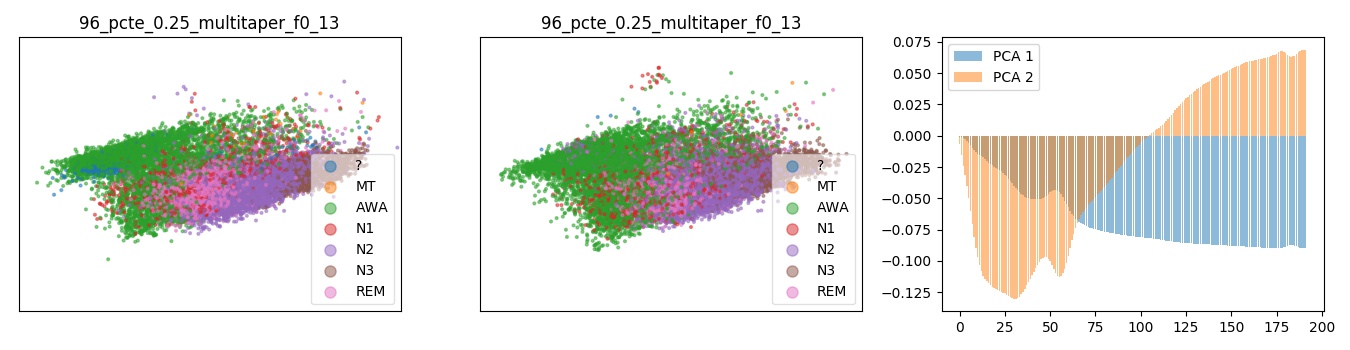 96_pcte_0.25_multitaper_f0_13
?
MT
AWA
N1
N2
N3
REM
96_pcte_0.25_multitaper_f0_13
?
MT
AWA
N1
N2
N3
REM
PCA 1
PCA 2
0.075
0.050
0.025
0.000
−0.025
−0.050
−0.075
−0.100
−0.125
0 25 50 75 100 125 150 175 200